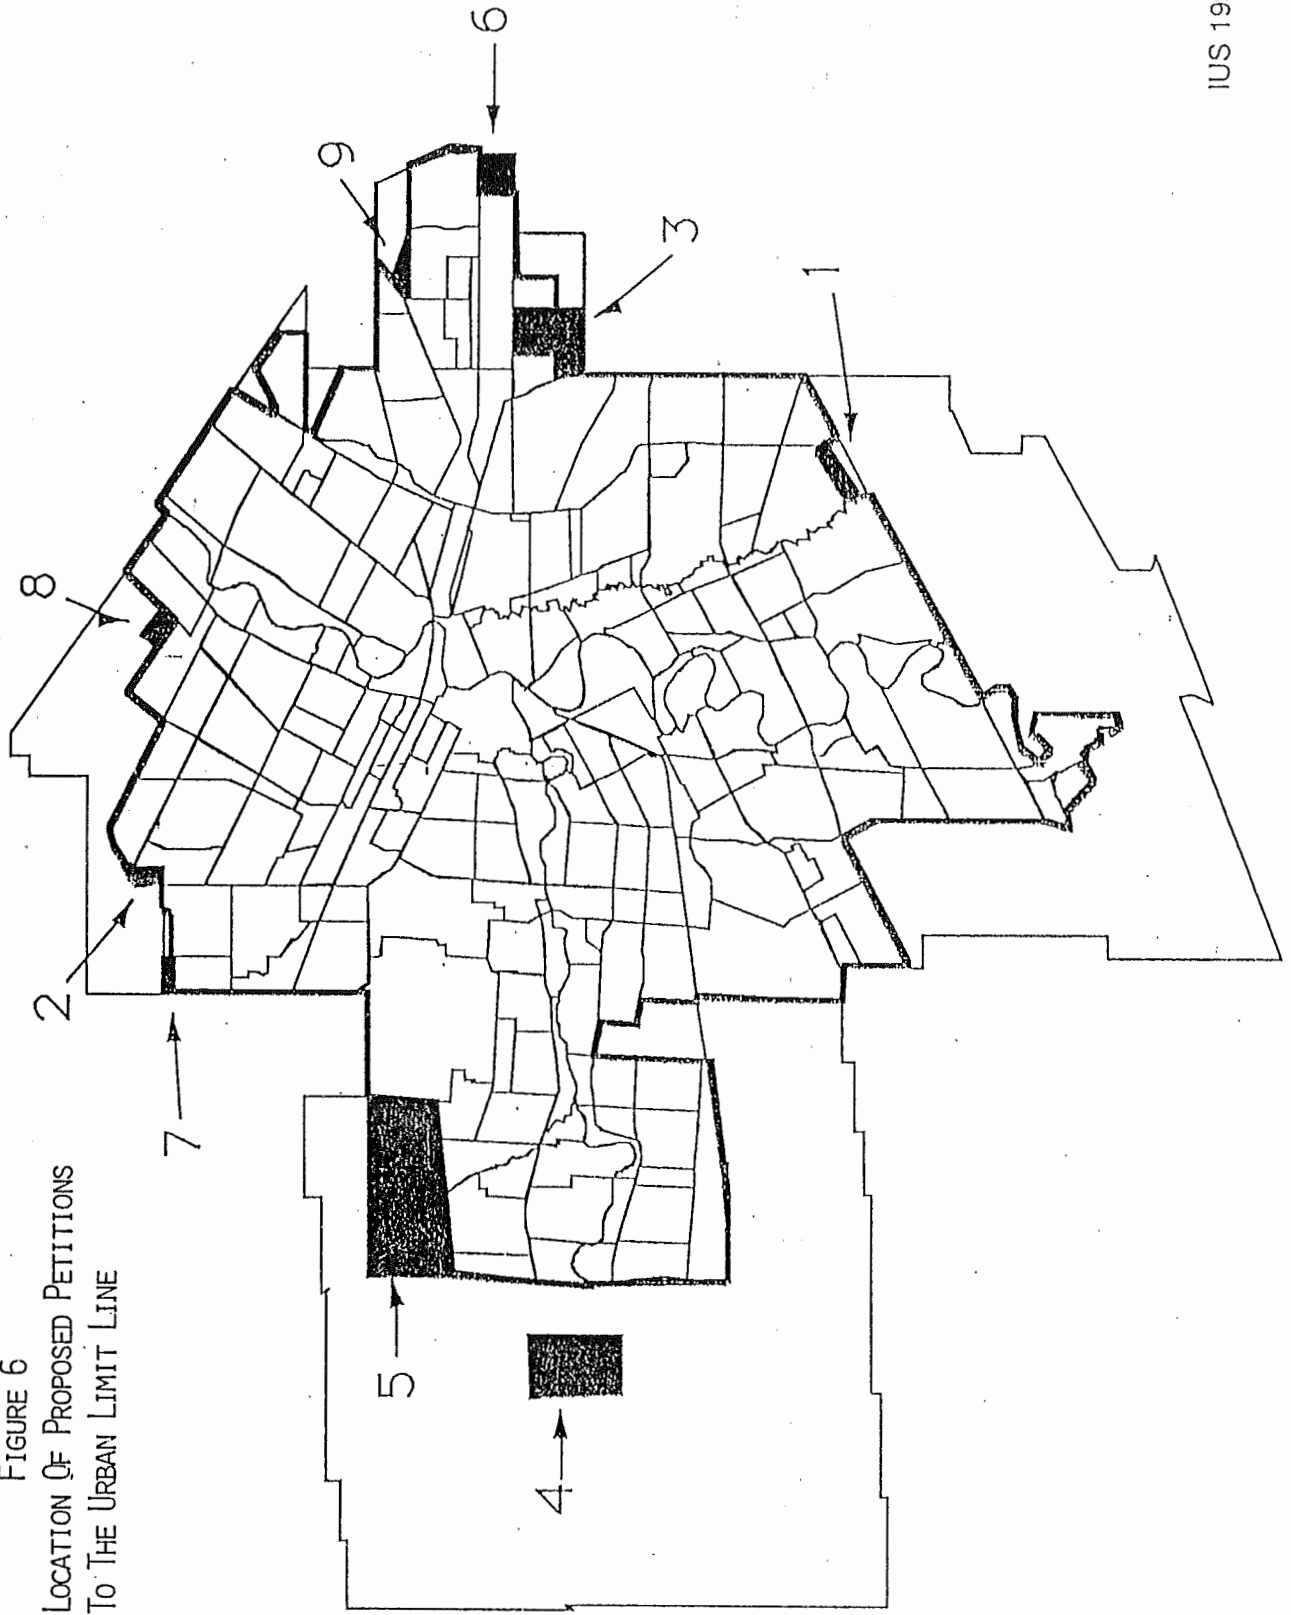 FIGURE 6
LOCATION OF PROPOSED PETITIONS
TO THE URBAN LIMIT LINE
2
7
8
9
6
5
4
3
1
IUS 19